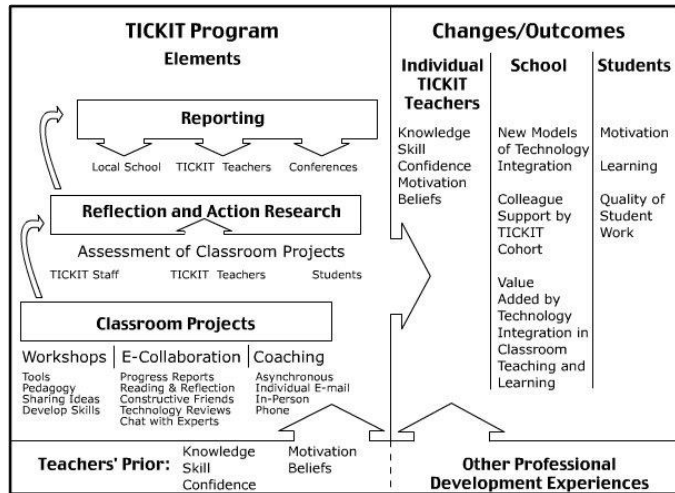 TICKIT Program
Elements
Reporting
Local School TICKIT Teachers Conferences
Reflection and Action Research
Assessment of Classroom Projects
TICKIT Staff TICKIT Teachers Students
Classroom Projects
Workshops E-Collaboration Coaching
Tools
Pedagogy
Sharing Ideas
Develop Skills
Progress Reports
Reading & Reflection
Constructive Friends
Technology Reviews
Chat with Experts
Asynchronous
Individual E-mail
In-Person
Phone
Teachers' Prior:
Knowledge
Skill
Confidence
Motivation
Beliefs
Changes/Outcomes
Individual
TICKIT
Teachers
Knowledge
Skill
Confidence
Motivation
Beliefs
School
New Models
of Technology
Integration
Colleague
Support by
TICKIT
Cohort
Value
Added by
Technology
Integration in
Classroom
Teaching and
Learning
Students
Motivation
Learning
Quality of
Student
Work
Other Professional
Development Experiences